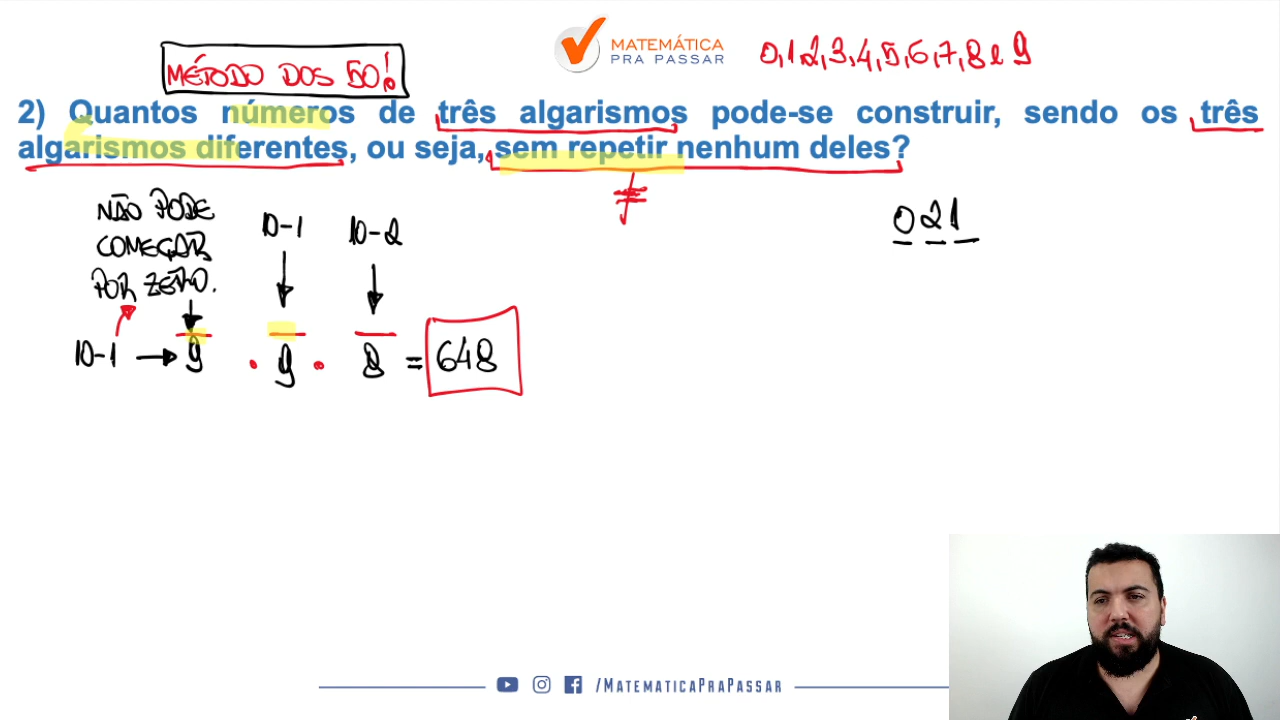 MÉTODO DOS 50!
MATEMÁTICA
PRA PASSAR
0,1,2,3,4,5,6,7,8 e 9
2) Quantos números de três algarismos pode-se construir, sendo os três
algarismos diferentes, ou seja, sem repetir nenhum deles?
≠
NÃO PODE
COMEÇAR
POR ZERO.
10-1
10-2
0 2 1
10-1 → 9 . 9 . 8 = 648
/MATEMATICAPRAPASSAR